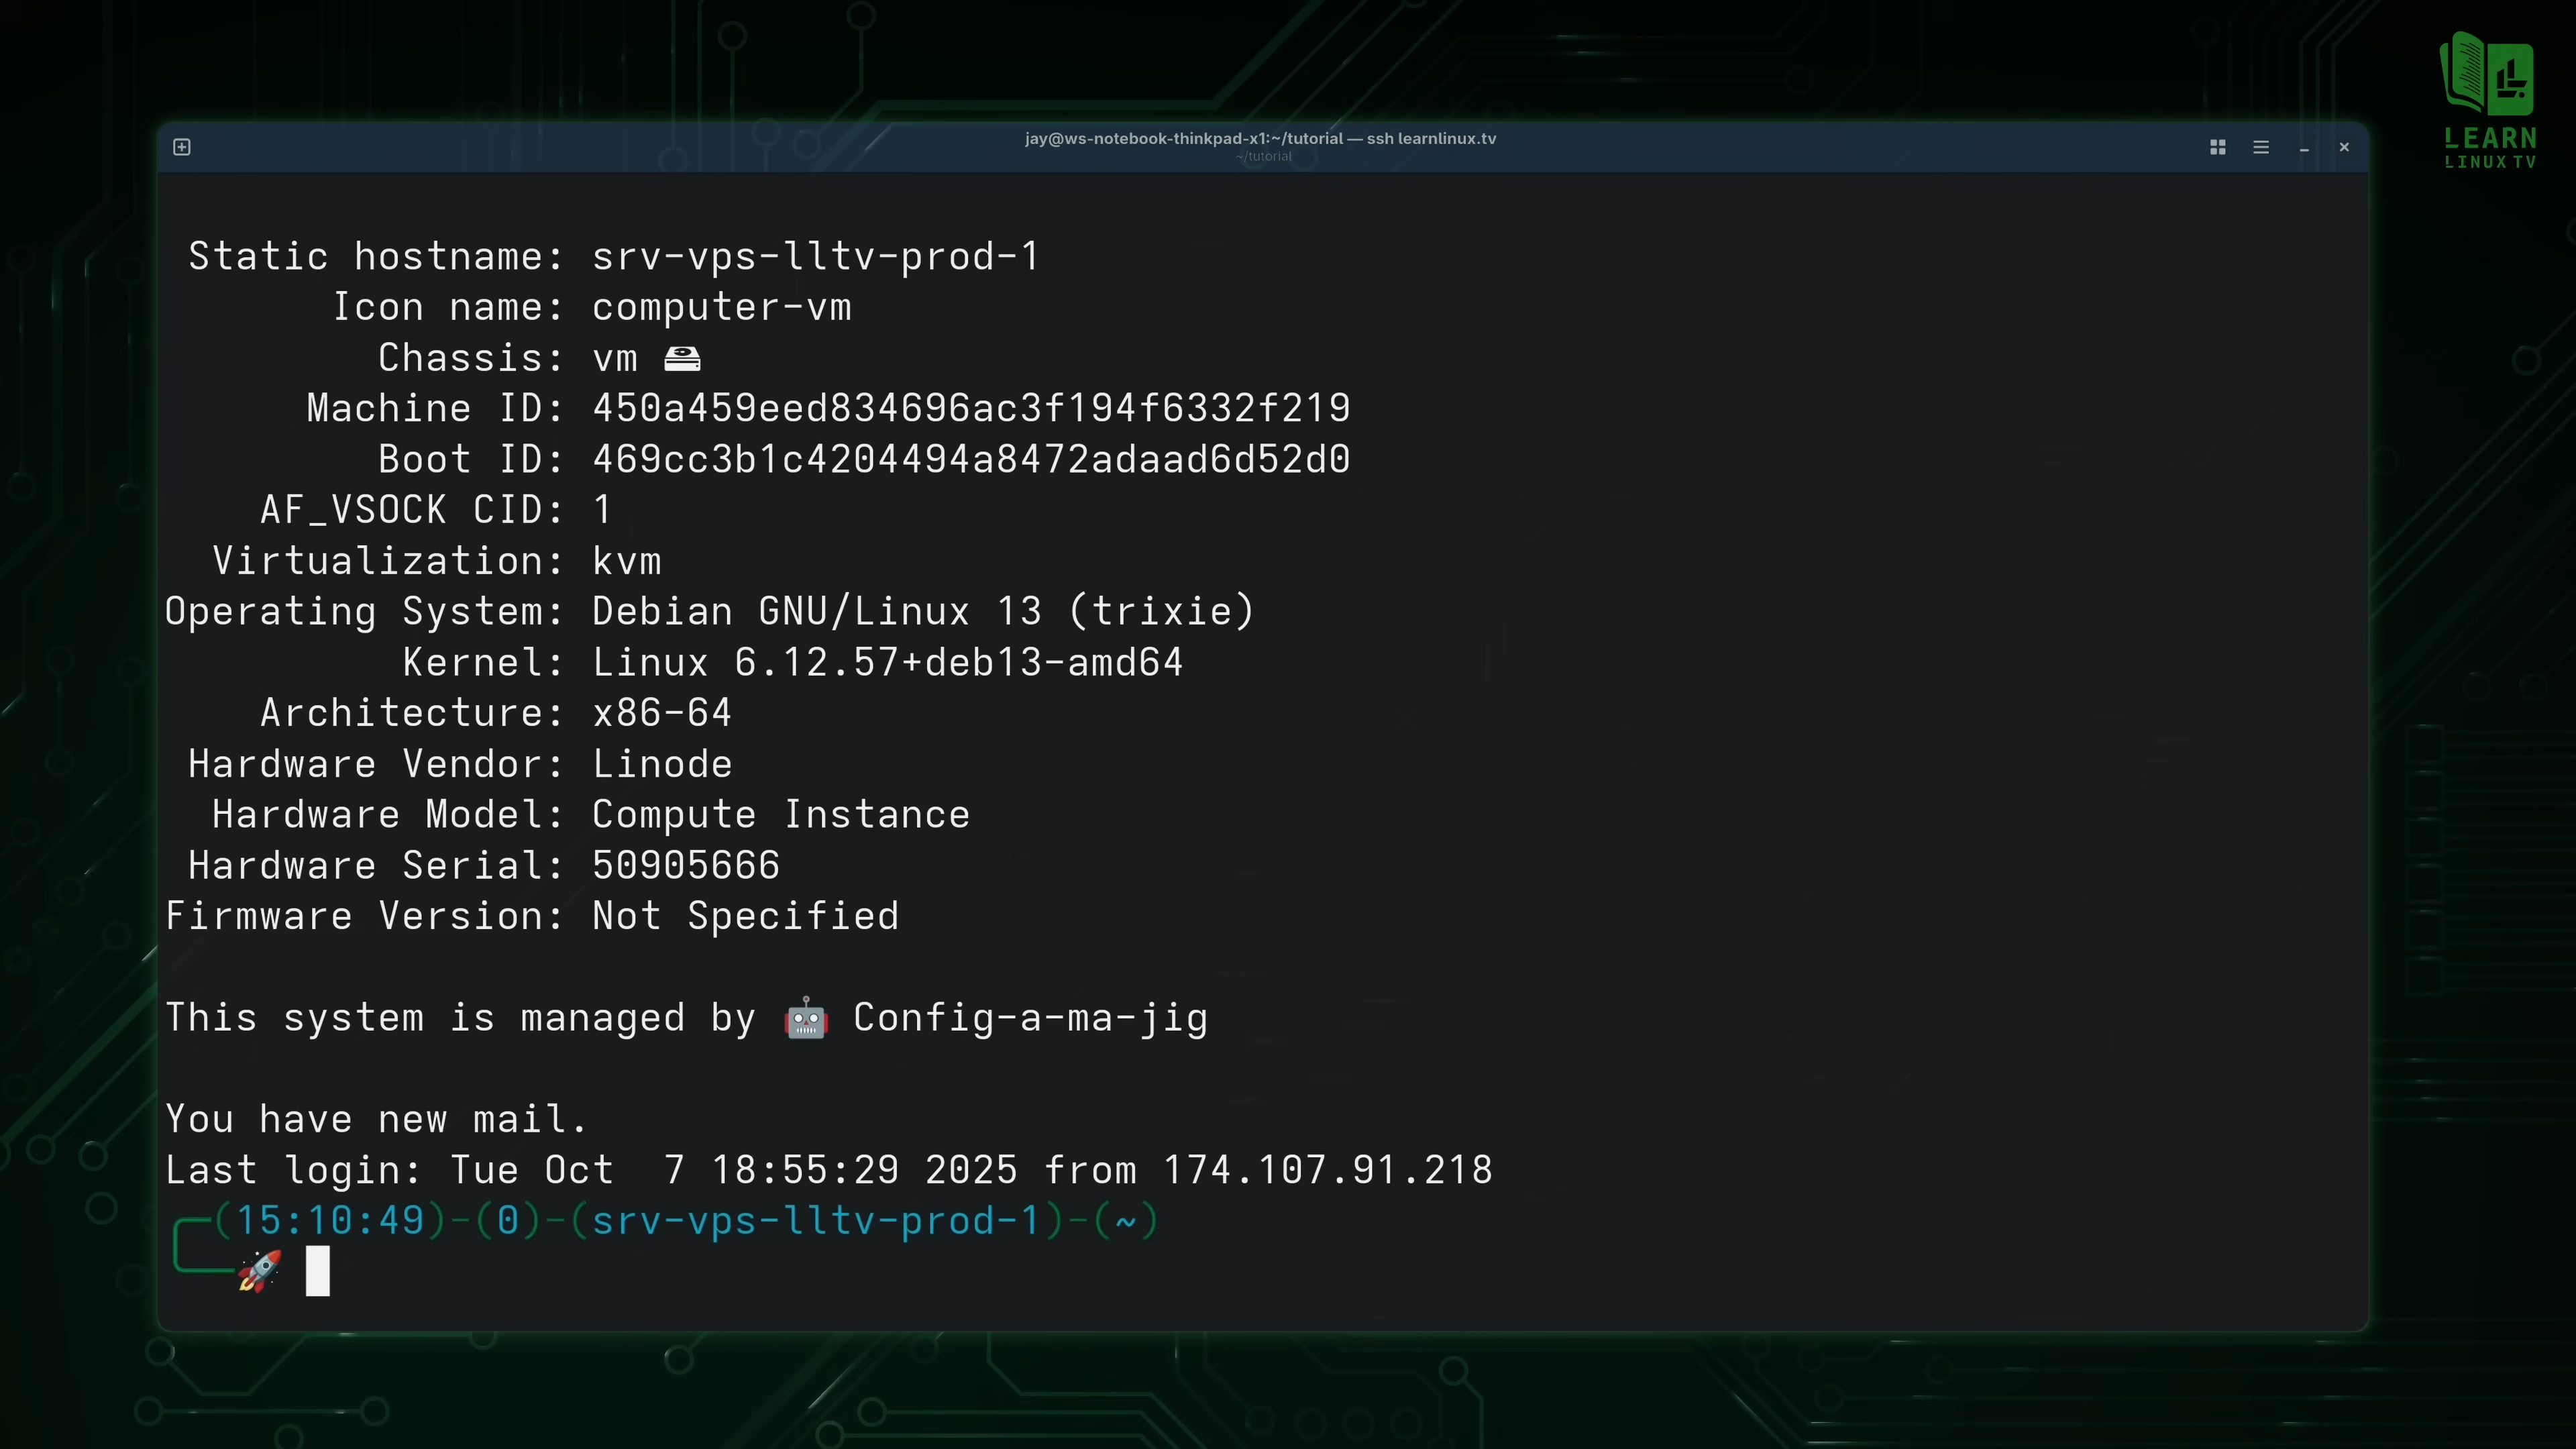 jay@ws-notebook-thinkpad-x1:~/tutorial — ssh learnlinux.tv
~/tutorial
LEARN
LINUX TV
Static hostname: srv-vps-lltv-prod-1
Icon name: computer-vm
Chassis: vm 🖴
Machine ID: 450a459eed834696ac3f194f6332f219
Boot ID: 469cc3b1c4204494a8472adaad6d52d0
AF_VSOCK CID: 1
Virtualization: kvm
Operating System: Debian GNU/Linux 13 (trixie)
Kernel: Linux 6.12.57+deb13-amd64
Architecture: x86-64
Hardware Vendor: Linode
Hardware Model: Compute Instance
Hardware Serial: 50905666
Firmware Version: Not Specified
This system is managed by 🤖 Config-a-ma-jig
You have new mail.
Last login: Tue Oct  7 18:55:29 2025 from 174.107.91.218
(15:10:49)-(0)-(srv-vps-lltv-prod-1)-(~)
🚀